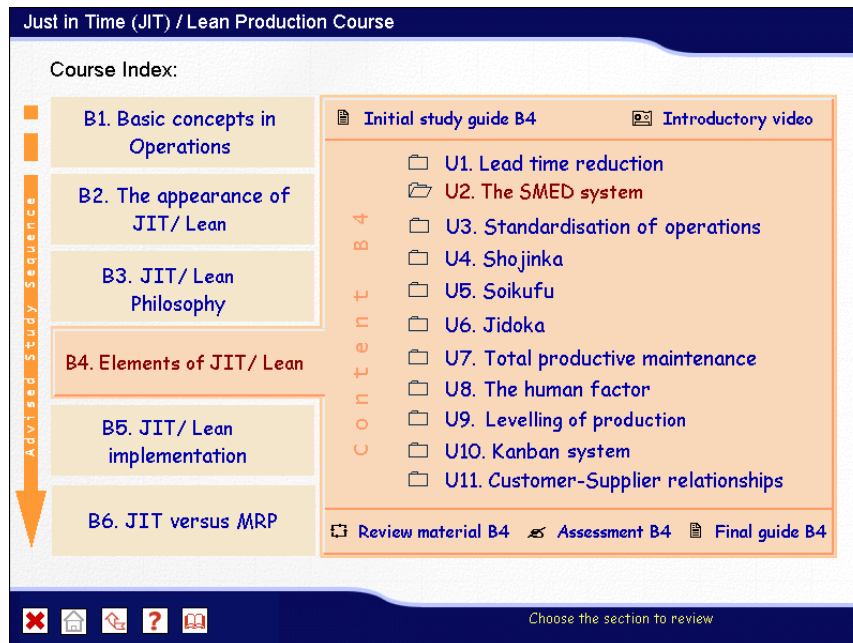 Just in Time (JIT) / Lean Production Course
Course Index:
Advised Study Sequence
B1. Basic concepts in
Operations
B2. The appearance of
JIT/ Lean
B3. JIT/ Lean
Philosophy
B4. Elements of JIT/ Lean
B5. JIT/ Lean
implementation
B6. JIT versus MRP
Initial study guide B4
Introductory video
Content B4
U1. Lead time reduction
U2. The SMED system
U3. Standardisation of operations
U4. Shojinka
U5. Soikufu
U6. Jidoka
U7. Total productive maintenance
U8. The human factor
U9. Levelling of production
U10. Kanban system
U11. Customer-Supplier relationships
Review material B4
Assessment B4
Final guide B4
?
Choose the section to review